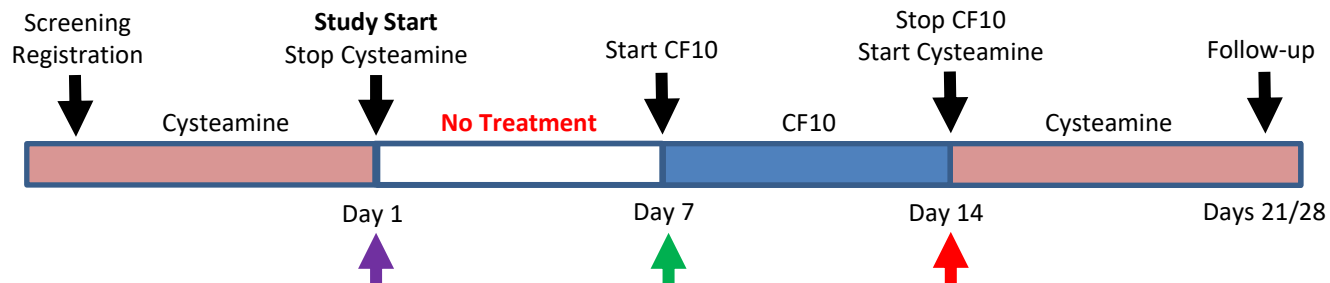 Screening
Registration
Study Start
Stop Cysteamine
Start CF10
Stop CF10
Start Cysteamine
Follow-up
Cysteamine
No Treatment
CF10
Cysteamine
Day 1
Day 7
Day 14
Days 21/28